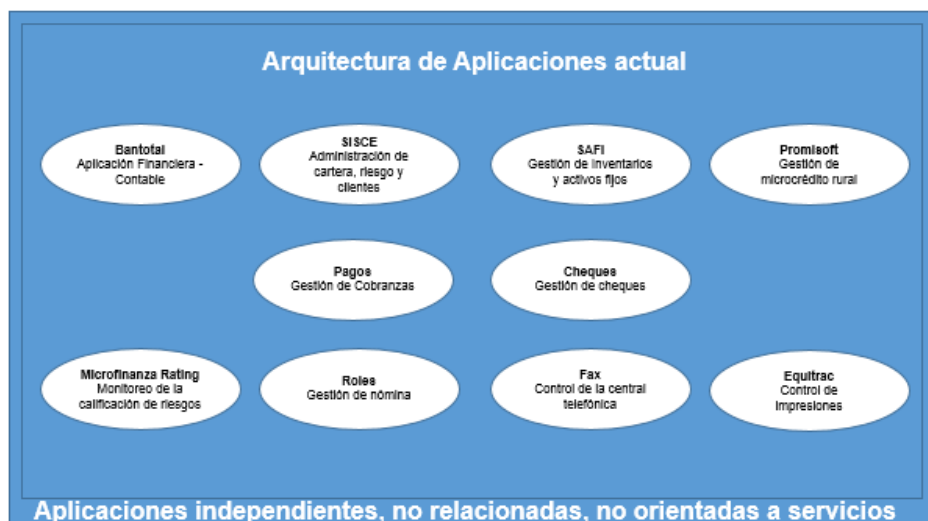 Arquitectura de Aplicaciones actual
Bantotal
Aplicación Financiera -
Contable
SISCE
Administración de
cartera, riesgo y
clientes
SAFI
Gestión de inventarios
y activos fijos
Promisoft
Gestión de
microcrédito rural
Pagos
Gestión de Cobranzas
Cheques
Gestión de cheques
Microfinanza Rating
Monitoreo de la
calificación de riesgos
Roles
Gestión de nómina
Fax
Control de la central
telefónica
Equitrac
Control de
impresiones
Aplicaciones independientes, no relacionadas, no orientadas a servicios